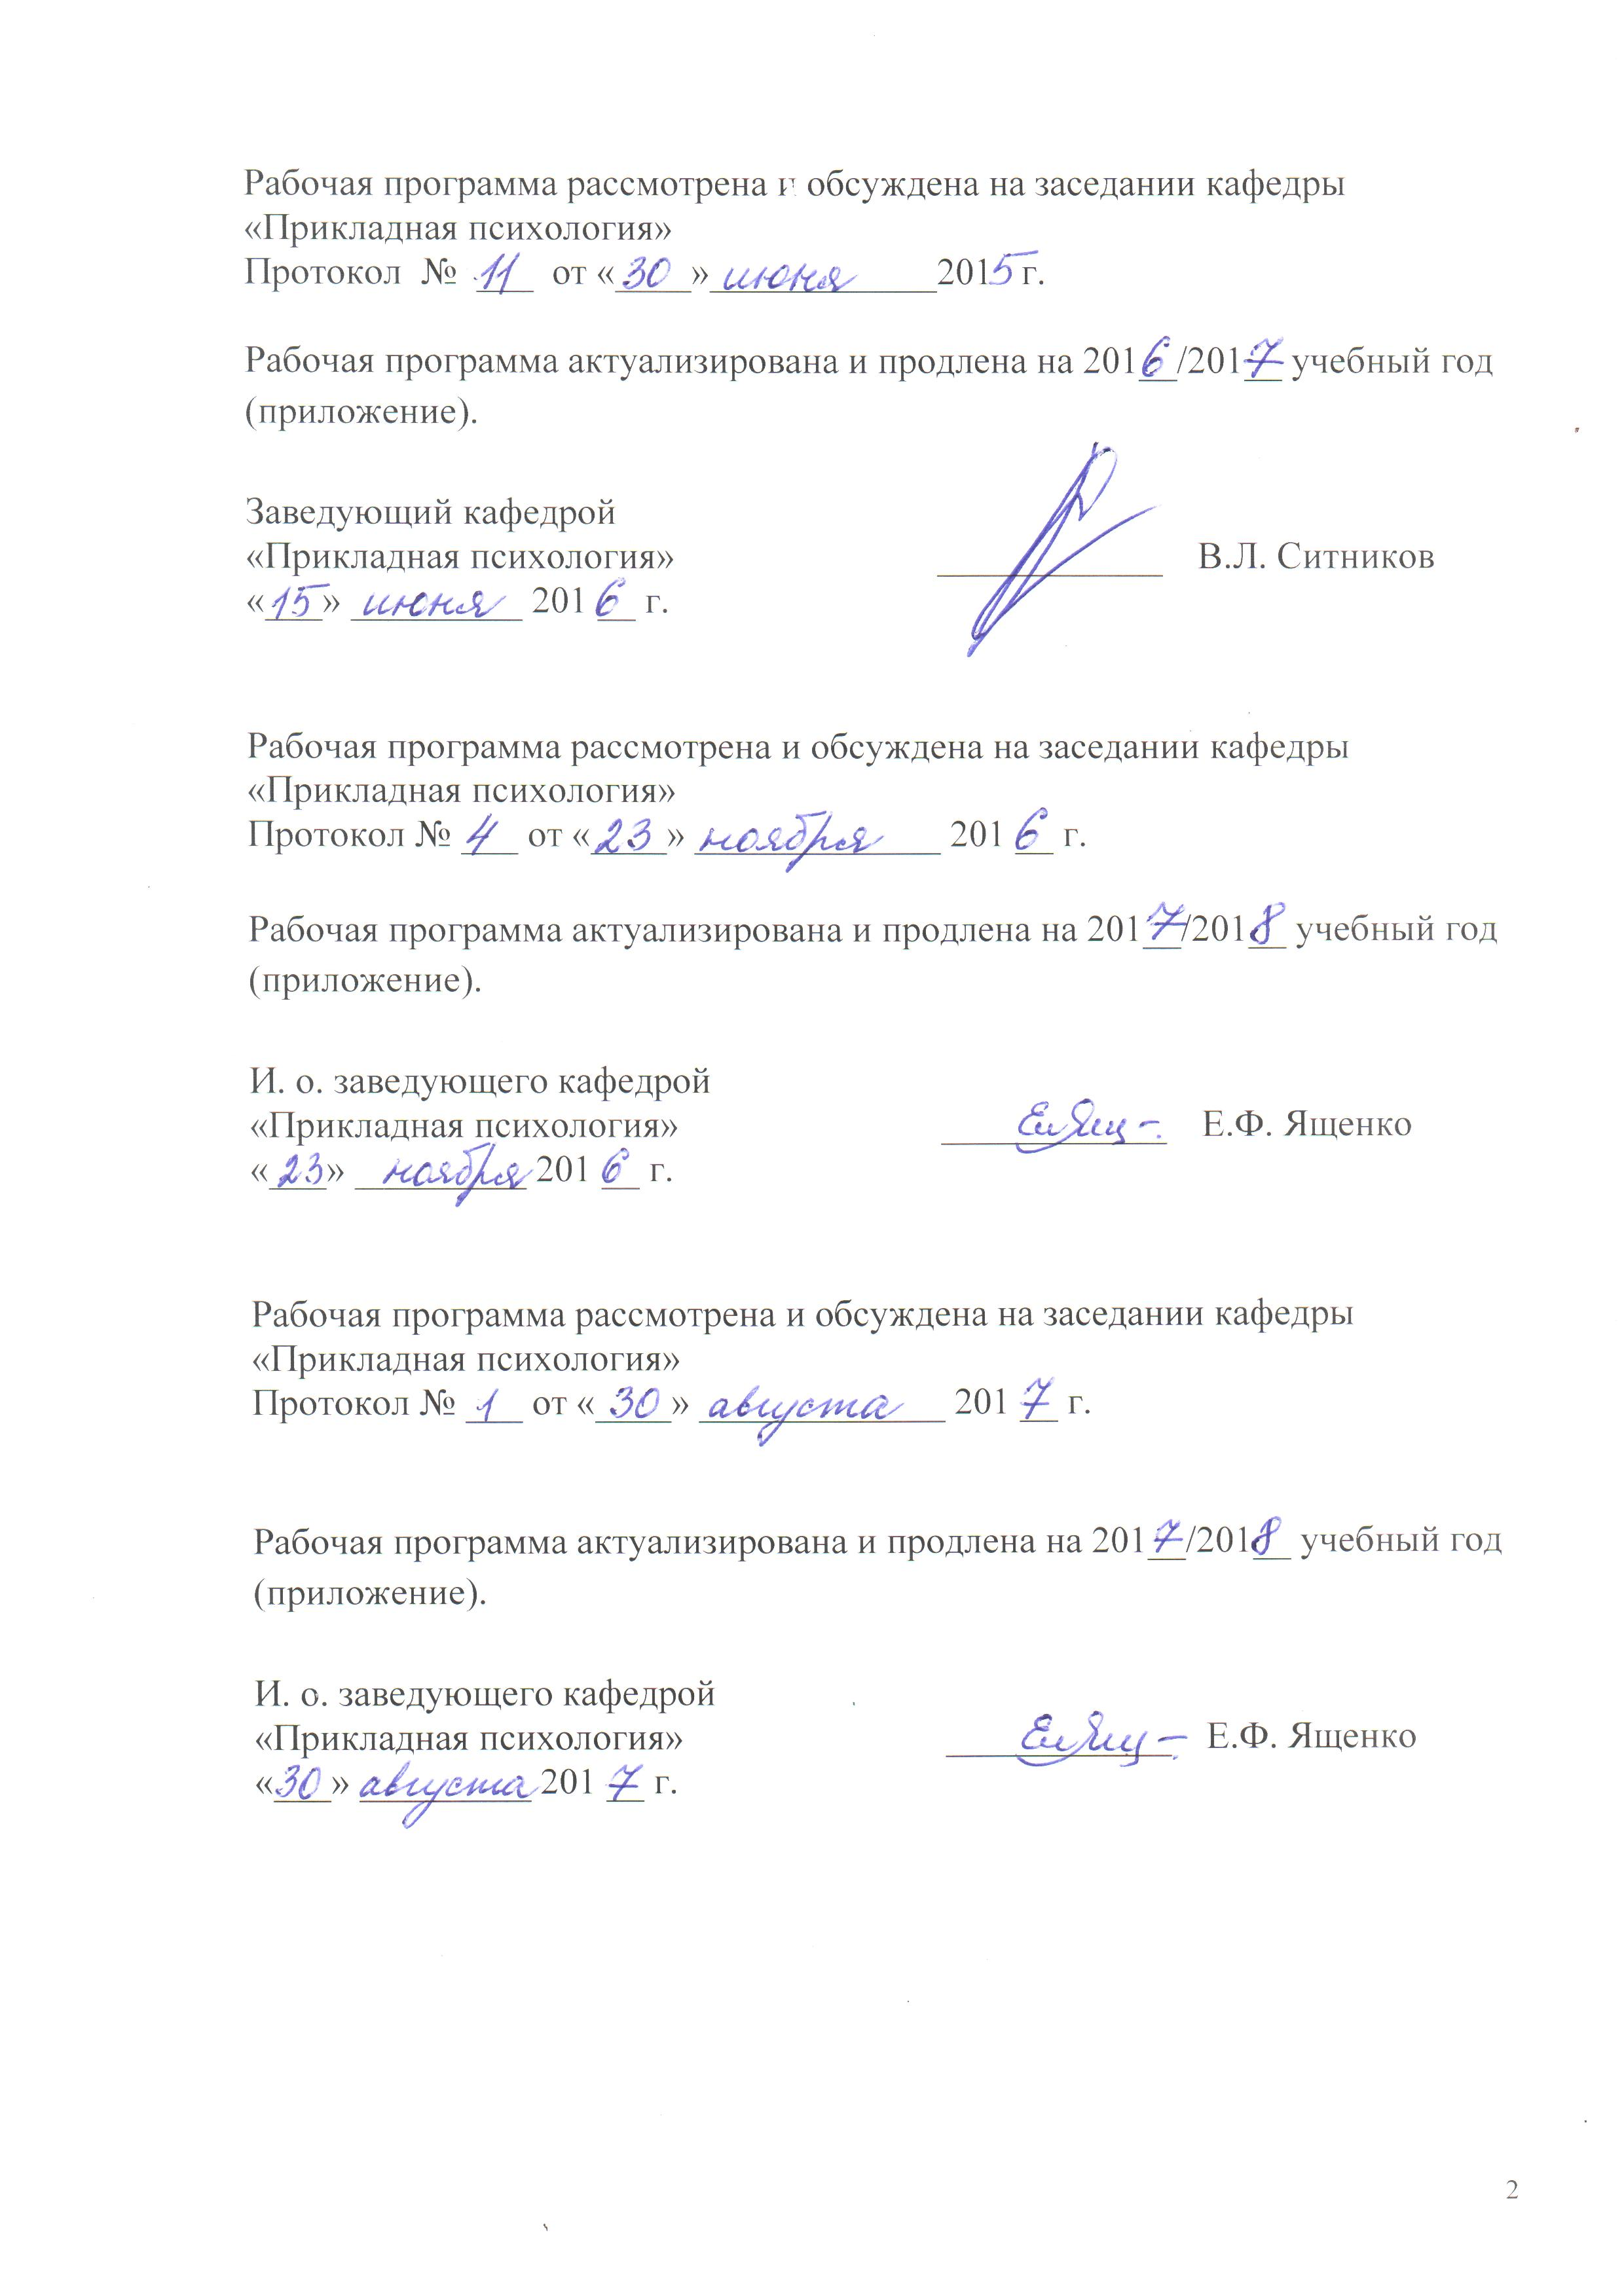 Рабочая программа рассмотрена и обсуждена на заседании кафедры
«Прикладная психология»
Протокол № 11 от «30» июня 2015 г.
Рабочая программа актуализирована и продлена на 2016/2017 учебный год
(приложение).
Заведующий кафедрой
«Прикладная психология» В.Л. Ситников
«15» июня 2016 г.
Рабочая программа рассмотрена и обсуждена на заседании кафедры
«Прикладная психология»
Протокол № 4 от «23» ноября 2016 г.
Рабочая программа актуализирована и продлена на 2017/2018 учебный год
(приложение).
И. о. заведующего кафедрой
«Прикладная психология» Е.Ф. Ященко
«23» ноября 2016 г.
Рабочая программа рассмотрена и обсуждена на заседании кафедры
«Прикладная психология»
Протокол № 1 от «30» августа 2017 г.
Рабочая программа актуализирована и продлена на 2017/2018 учебный год
(приложение).
И. о. заведующего кафедрой
«Прикладная психология» Е.Ф. Ященко
«30» августа 2017 г.
2